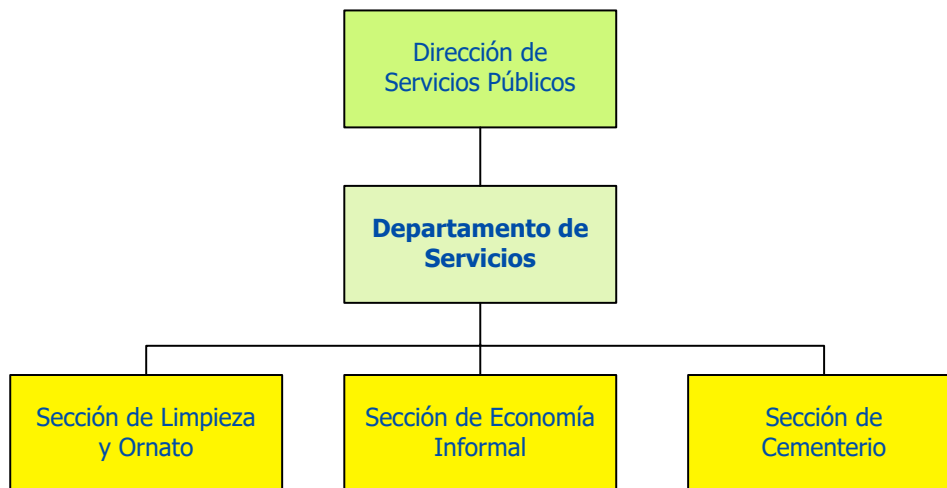 Dirección de
Servicios Públicos
Departamento de
Servicios
Sección de Limpieza
y Ornato
Sección de Economía
Informal
Sección de
Cementerio